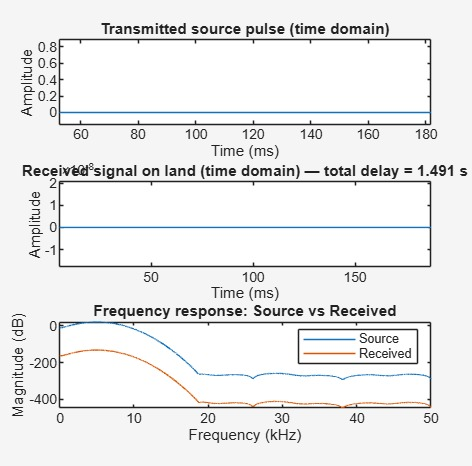 Transmitted source pulse (time domain)
Amplitude
0.8
0.6
0.4
0.2
0
60 80 100 120 140 160 180
Time (ms)
Received signal on land (time domain) — total delay = 1.491 s
Amplitude
2
1
0
-1
50 100 150
Time (ms)
Frequency response: Source vs Received
Magnitude (dB)
0
-200
-400
Source
Received
0 10 20 30 40 50
Frequency (kHz)